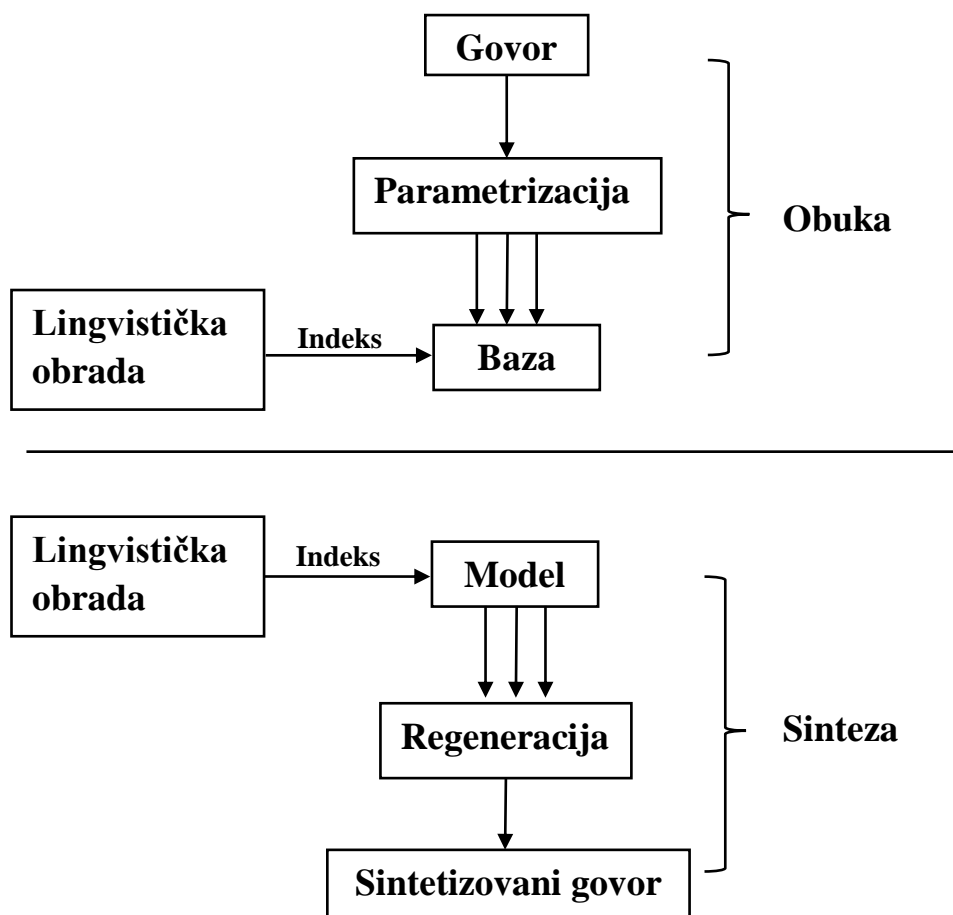 Govor
Parametrizacija
Obuka
Lingvistička
obrada
Indeks
Baza
Lingvistička
obrada
Indeks
Model
Regeneracija
Sinteza
Sintetizovani govor